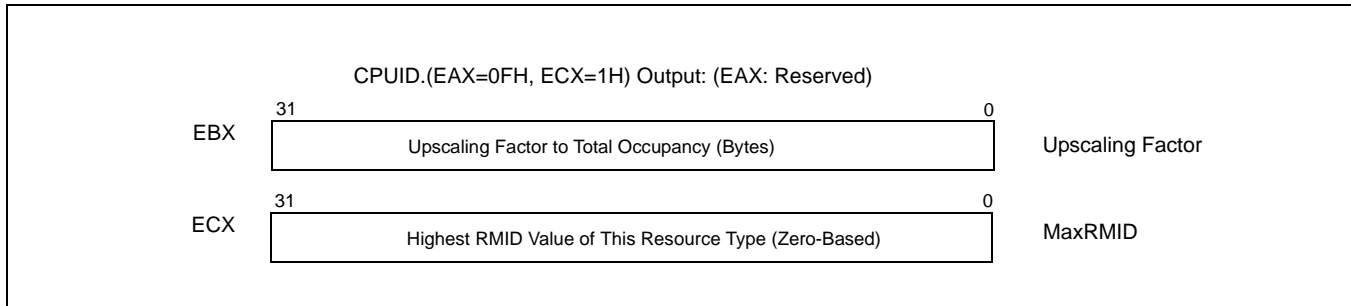 CPUID.(EAX=0FH, ECX=1H) Output: (EAX: Reserved)
31 0
EBX Upscaling Factor to Total Occupancy (Bytes) Upscaling Factor
31 0
ECX Highest RMID Value of This Resource Type (Zero-Based) MaxRMID